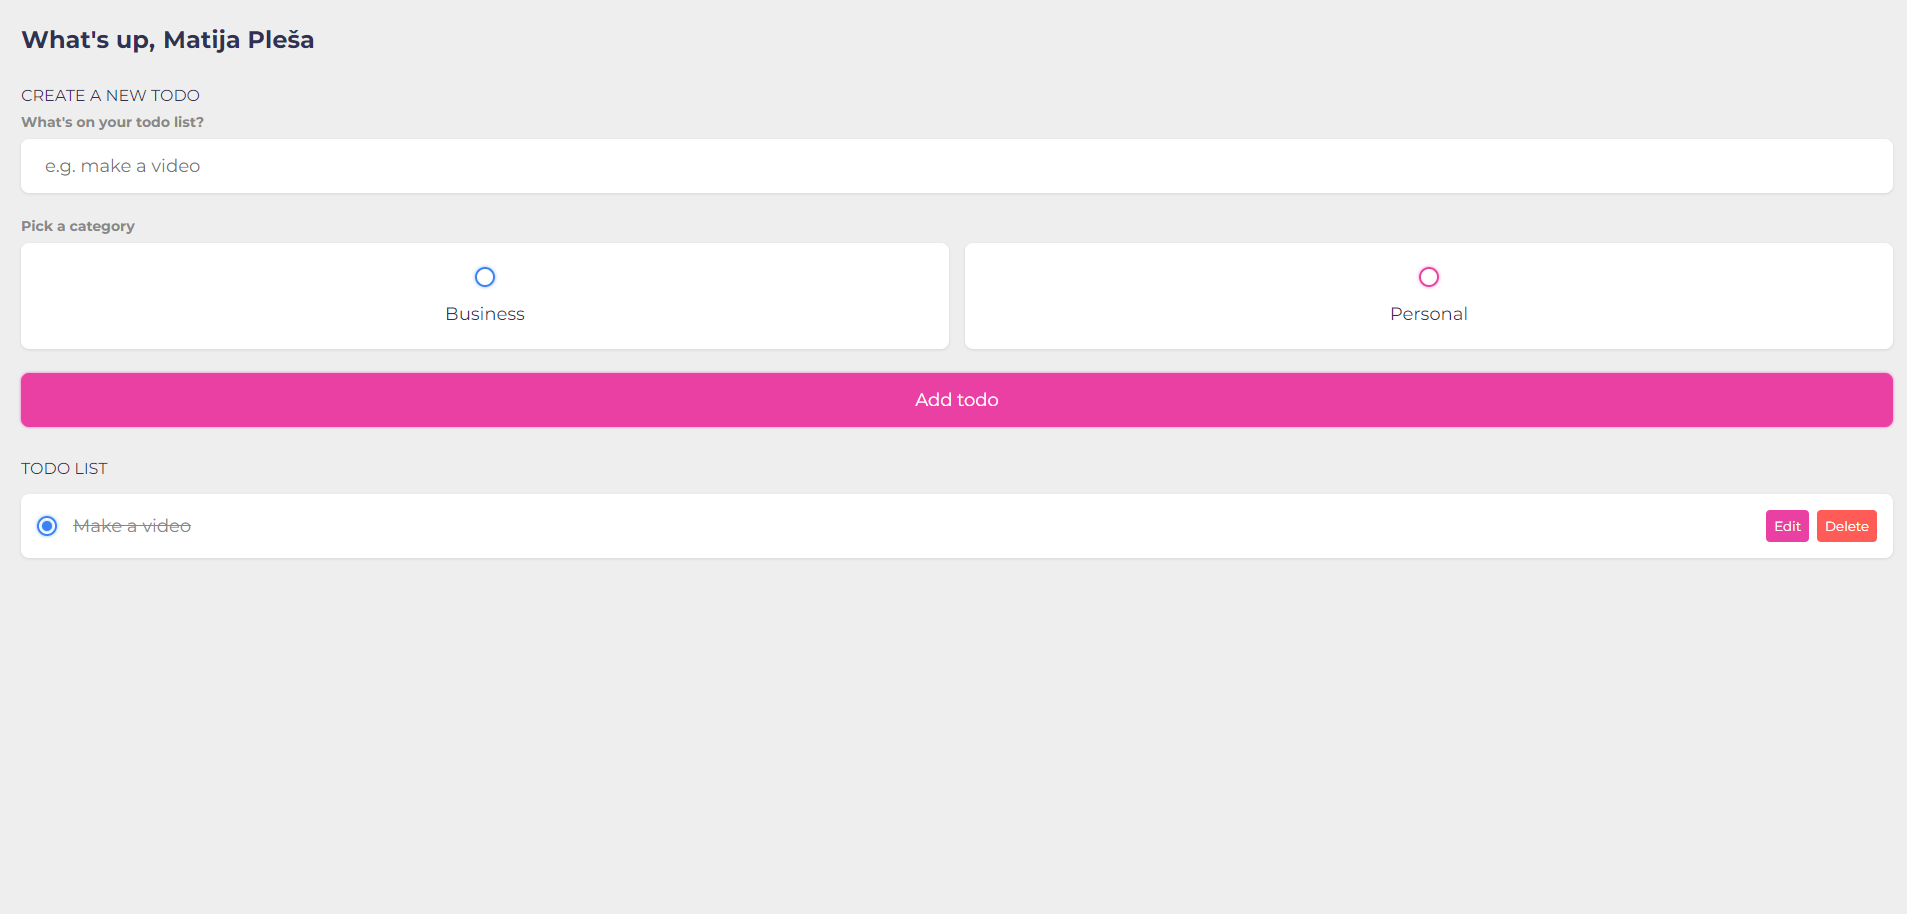 What's up, Matija Pleša
CREATE A NEW TODO
What's on your todo list?
e.g. make a video
Pick a category
Business
Personal
Add todo
TODO LIST
Make a video
Edit
Delete